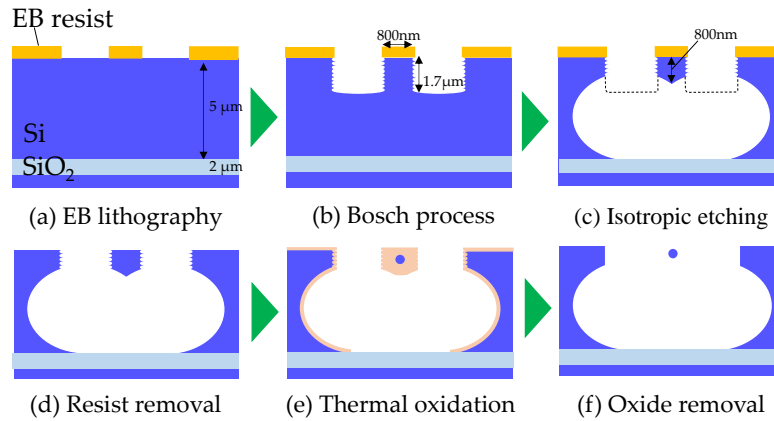 EB resist
5 μm
Si
SiO₂
2 μm
(a) EB lithography
800nm
1.7μm
(b) Bosch process
800nm
(c) Isotropic etching
(d) Resist removal
(e) Thermal oxidation
(f) Oxide removal